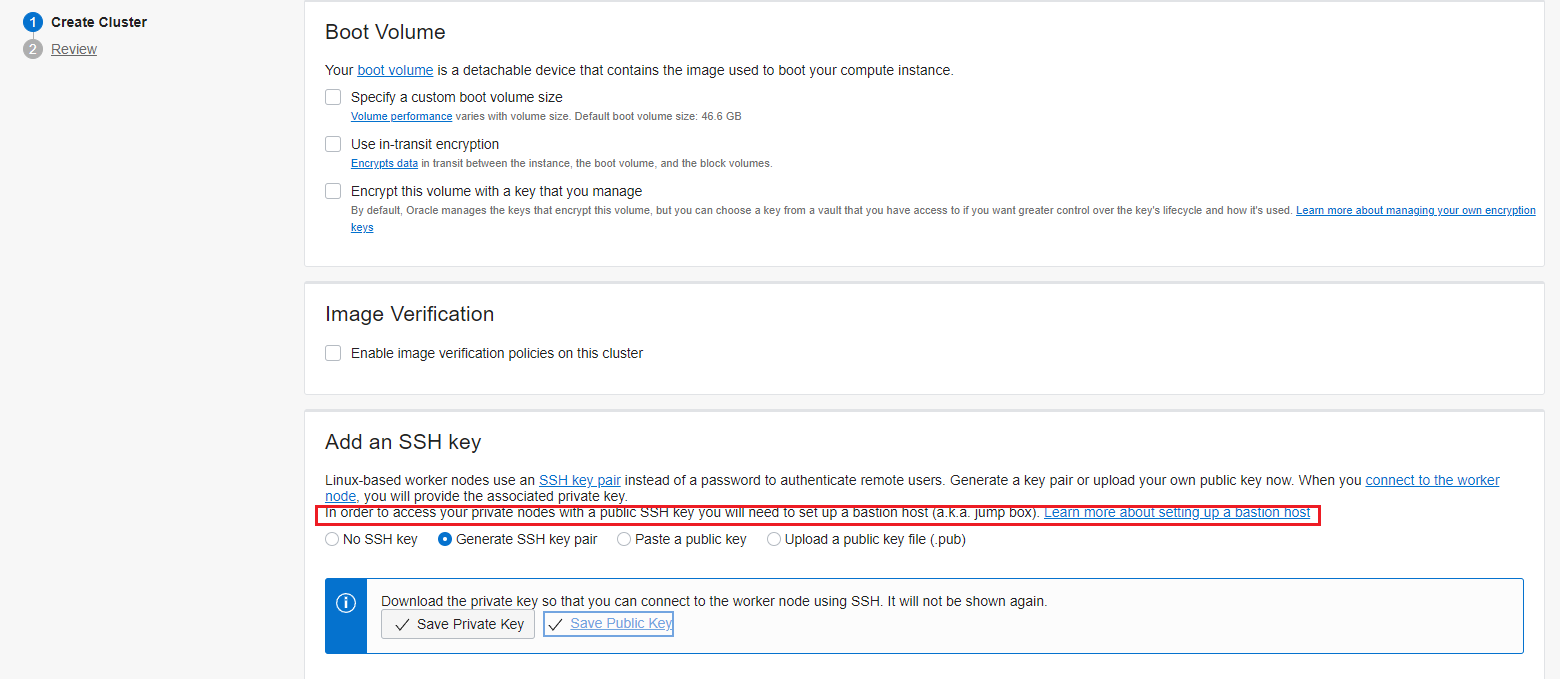 1 Create Cluster
2 Review
Boot Volume
Your boot volume is a detachable device that contains the image used to boot your compute instance.
Specify a custom boot volume size
Volume performance varies with volume size. Default boot volume size: 46.6 GB
Use in-transit encryption
Encrypts data in transit between the instance, the boot volume, and the block volumes.
Encrypt this volume with a key that you manage
By default, Oracle manages the keys that encrypt this volume, but you can choose a key from a vault that you have access to if you want greater control over the key's lifecycle and how it's used. Learn more about managing your own encryption
keys
Image Verification
Enable image verification policies on this cluster
Add an SSH key
Linux-based worker nodes use an SSH key pair instead of a password to authenticate remote users. Generate a key pair or upload your own public key now. When you connect to the worker
node, you will provide the associated private key.
In order to access your private nodes with a public SSH key you will need to set up a bastion host (a.k.a. jump box). Learn more about setting up a bastion host
No SSH key Generate SSH key pair Paste a public key Upload a public key file (.pub)
Download the private key so that you can connect to the worker node using SSH. It will not be shown again.
Save Private Key Save Public Key